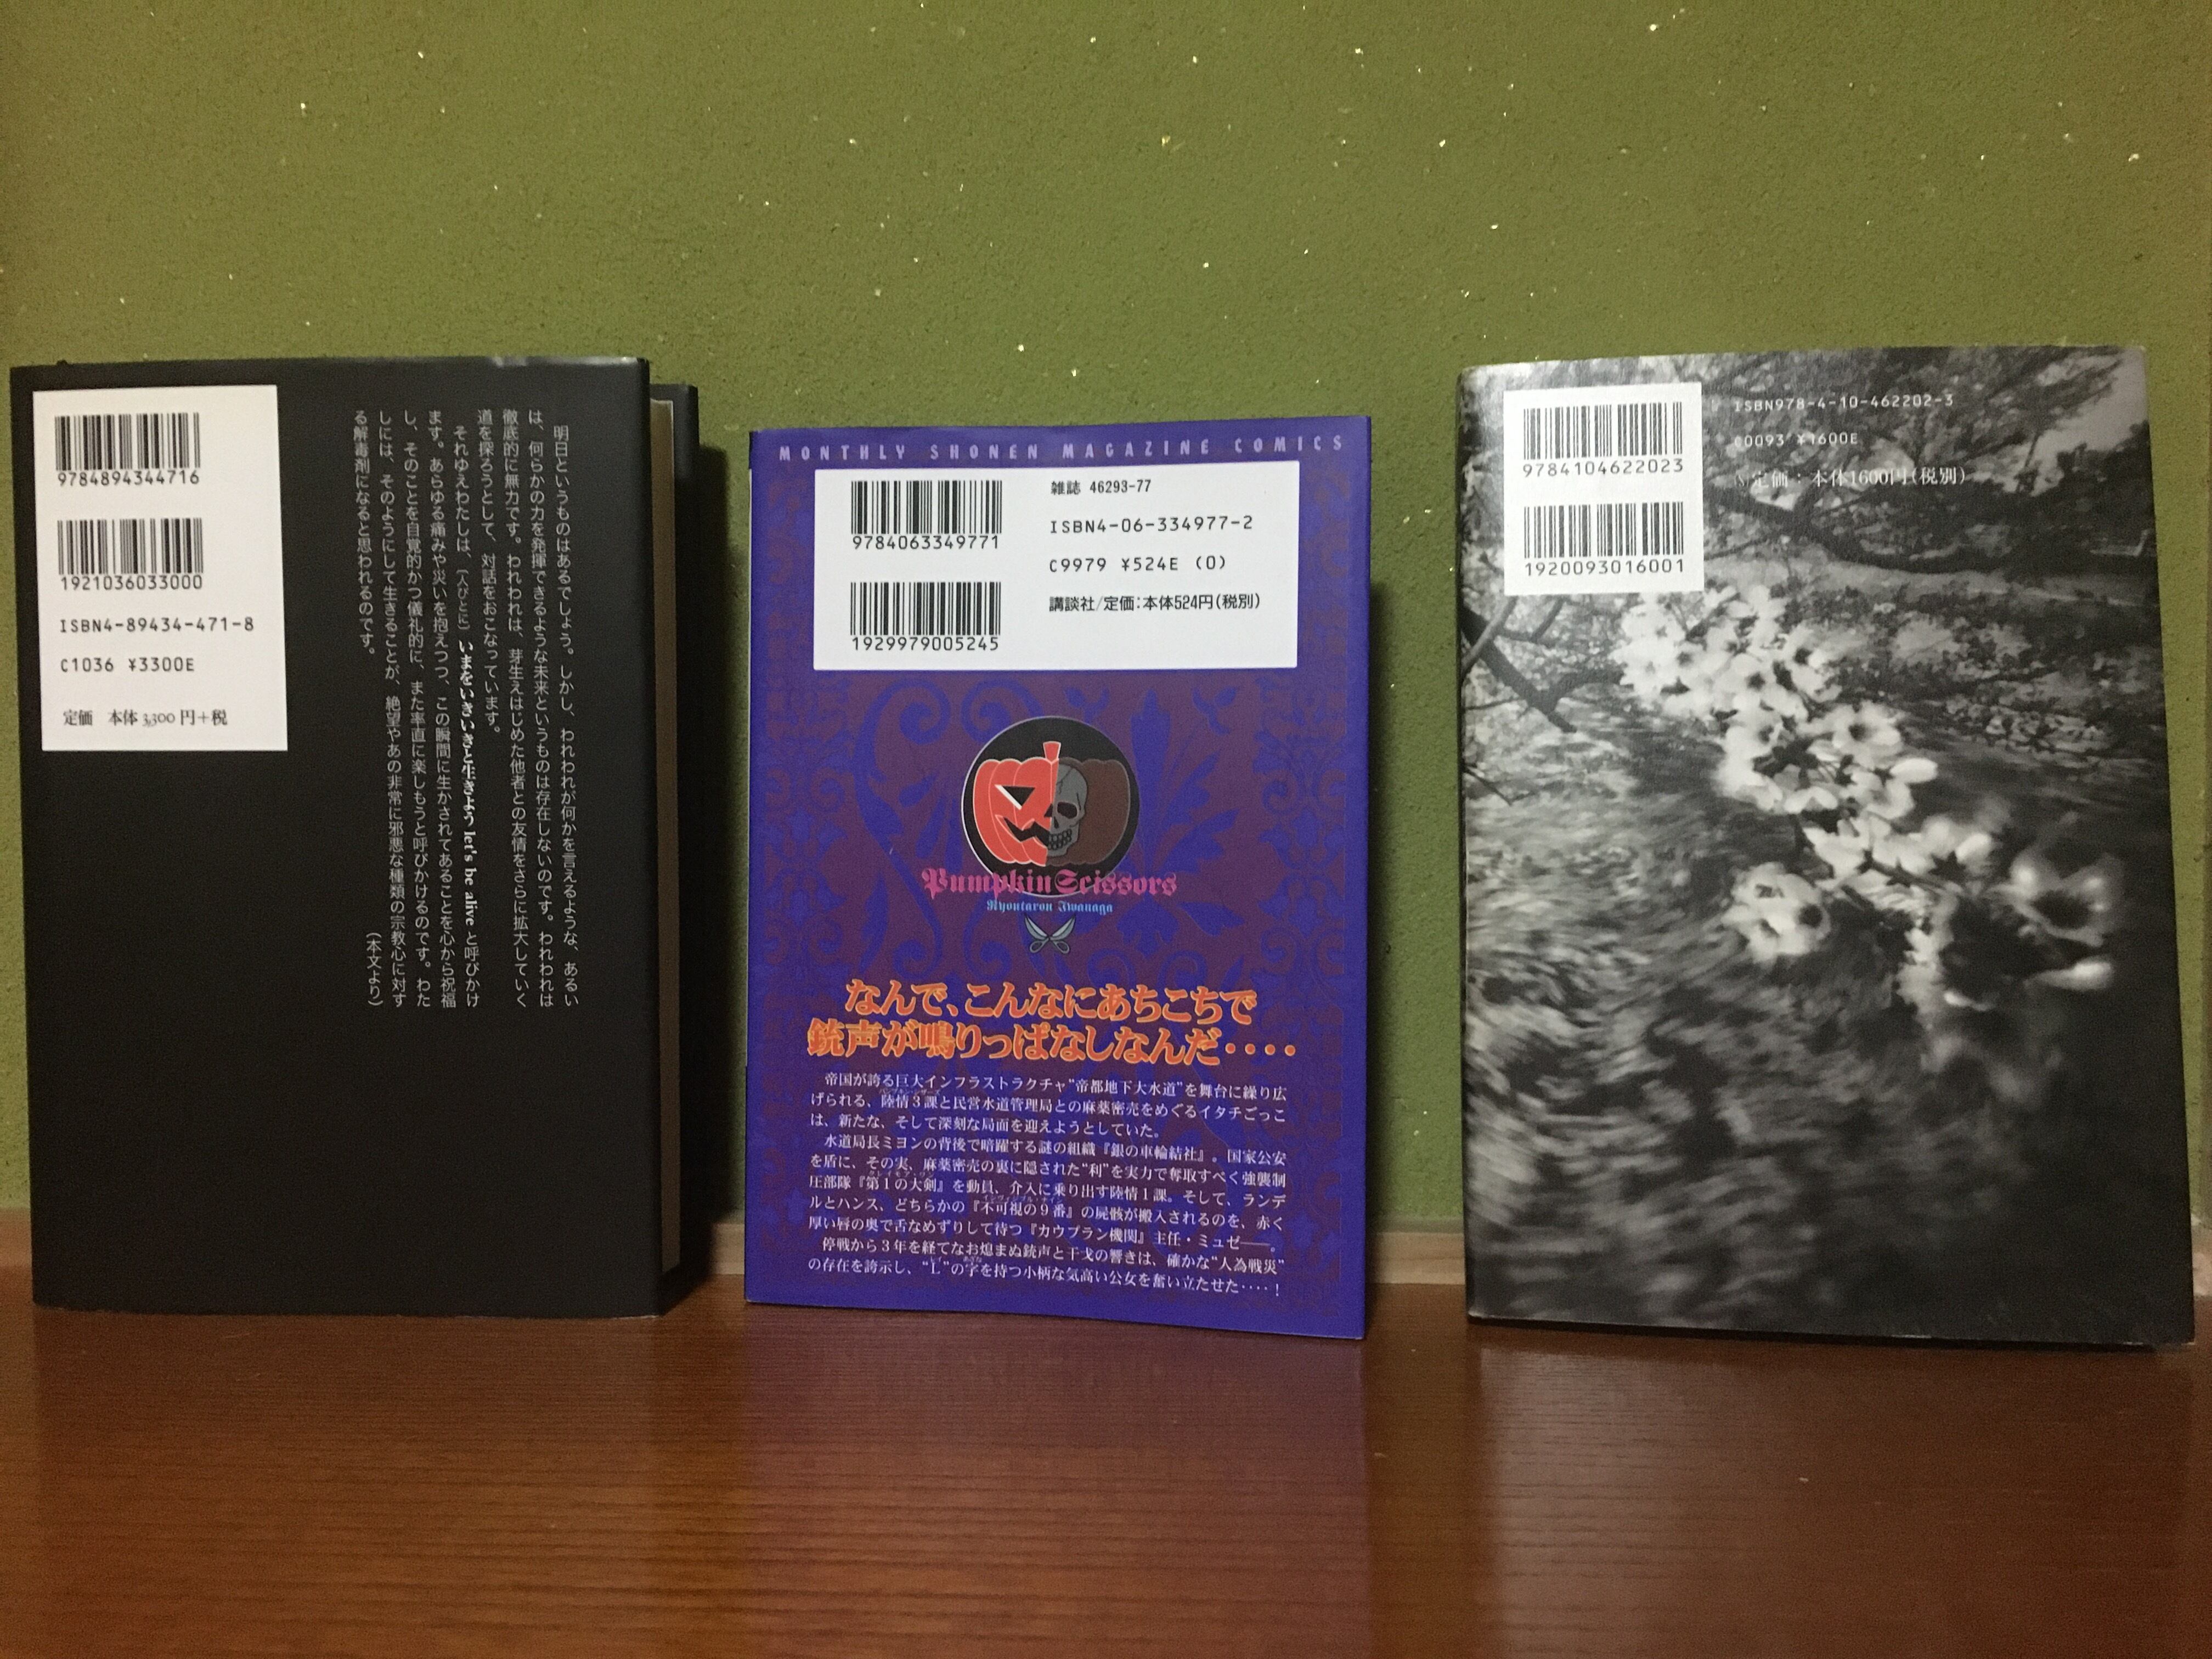 9784894344716
1921036033000
ISBN4-89434-471-8
C1036 ¥3300E
定価 本体3,300円+税
明日というものはあるでしょう。しかし、われわれが何かを言えるような、あるい
は、何らかの力を発揮できるような未来というものは存在しないのです。われわれは
徹底的に無力です。われわれは、芽生えはじめた他者との友情をさらに拡大していく
道を探ろうとして、対話をおこなっています。
それゆえわたしは、〔人びとに〕いまをいきいきと生きよう let's be alive と呼びかけ
ます。あらゆる痛みや災いを抱えつつ、この瞬間に生かされてあることを心から祝福
し、そのことを自覚的かつ儀礼的に、また率直に楽しもうと呼びかけるのです。わた
しには、そのようにして生きることが、絶望やあの非常に邪悪な種類の宗教心に対す
る解毒剤になると思われるのです。
(本文より)
MONTHLY SHONEN MAGAZINE COMICS
9784063349771
1929979005245
雑誌 46293-77
ISBN4-06-334977-2
C9979 ¥524E (0)
講談社/定価:本体524円(税別)
Pumpkin Scissors
Ryoutarou Iwanaga
なんで、こんなにあちこちで
銃声が鳴りっぱなしなんだ‥‥
帝国が誇る巨大インフラストラクチャ“帝都地下大水道”を舞台に繰り広
げられる、陸情3課と民営水道管理局との麻薬密売をめぐるイタチごっこ
は、新たな、そして深刻な局面を迎えようとしていた。
水道局長ミヨンの背後で暗躍する謎の組織『銀の車輪結社』。国家公安
を盾に、その実、麻薬密売の裏に隠された“利”を実力で奪取すべく強襲制
圧部隊『第1の大剣』を動員、介入に乗り出す陸情1課。そして、ランデ
ルとハンス、どちらかの『不可視の9番』の屍骸が搬入されるのを、赤く
厚い唇の奥で舌なめずりして待つ『カウプラン機関』主任・ミュゼ――。
停戦から3年を経てなお熄まぬ銃声と干戈の響きは、確かな“人為戦災”
の存在を誇示し、“L”の字を持つ小柄な気高い公女を奮い立たせた‥‥!
9784104622023
1920093016001
ISBN978-4-10-462202-3
C0093 ¥1600E
定価:本体1600円(税別)